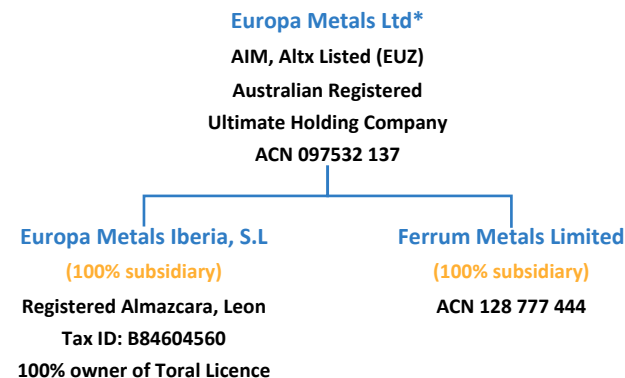 Europa Metals Ltd*
AIM, Altx Listed (EUZ)
Australian Registered
Ultimate Holding Company
ACN 097532 137
Europa Metals Iberia, S.L
(100% subsidiary)
Registered Almazcara, Leon
Tax ID: B84604560
100% owner of Toral Licence
Ferrum Metals Limited
(100% subsidiary)
ACN 128 777 444